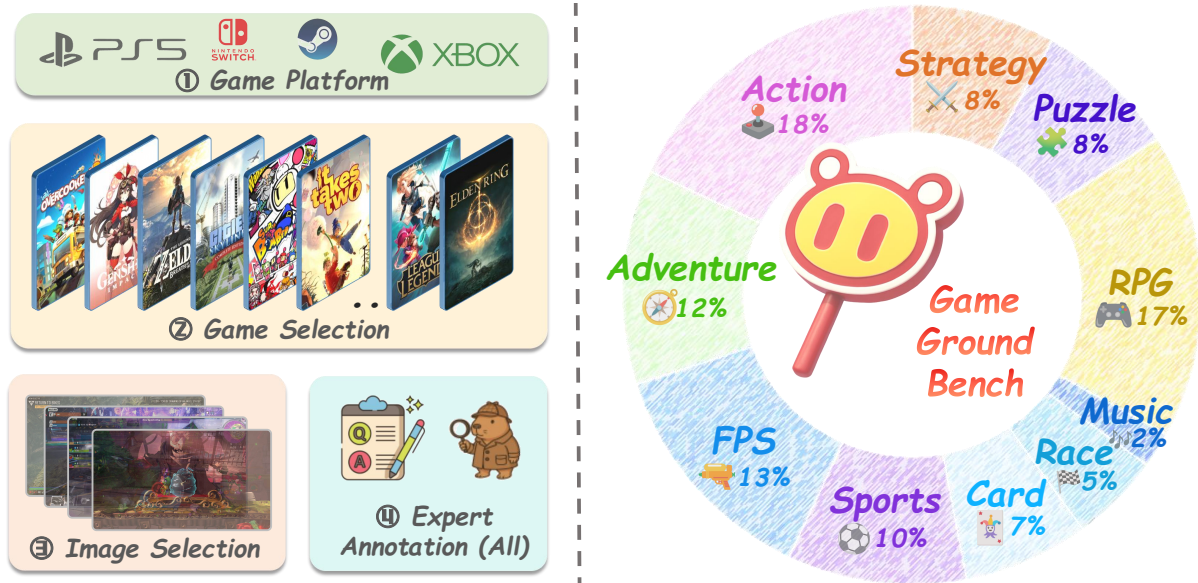 PS5
NINTENDO
SWITCH
XBOX
① Game Platform
OVERCOOKED
GENSHIN
IMPACT
ZELDA
CITIES
it
takes
two
LEAGUE
LEGENDS
ELDEN RING
..
② Game Selection
③ Image Selection
Q
A
④ Expert
Annotation (All)
Strategy
8%
Action
18%
Puzzle
8%
Adventure
12%
RPG
17%
Game
Ground
Bench
Music
2%
FPS
13%
Race
5%
Sports
10%
Card
7%